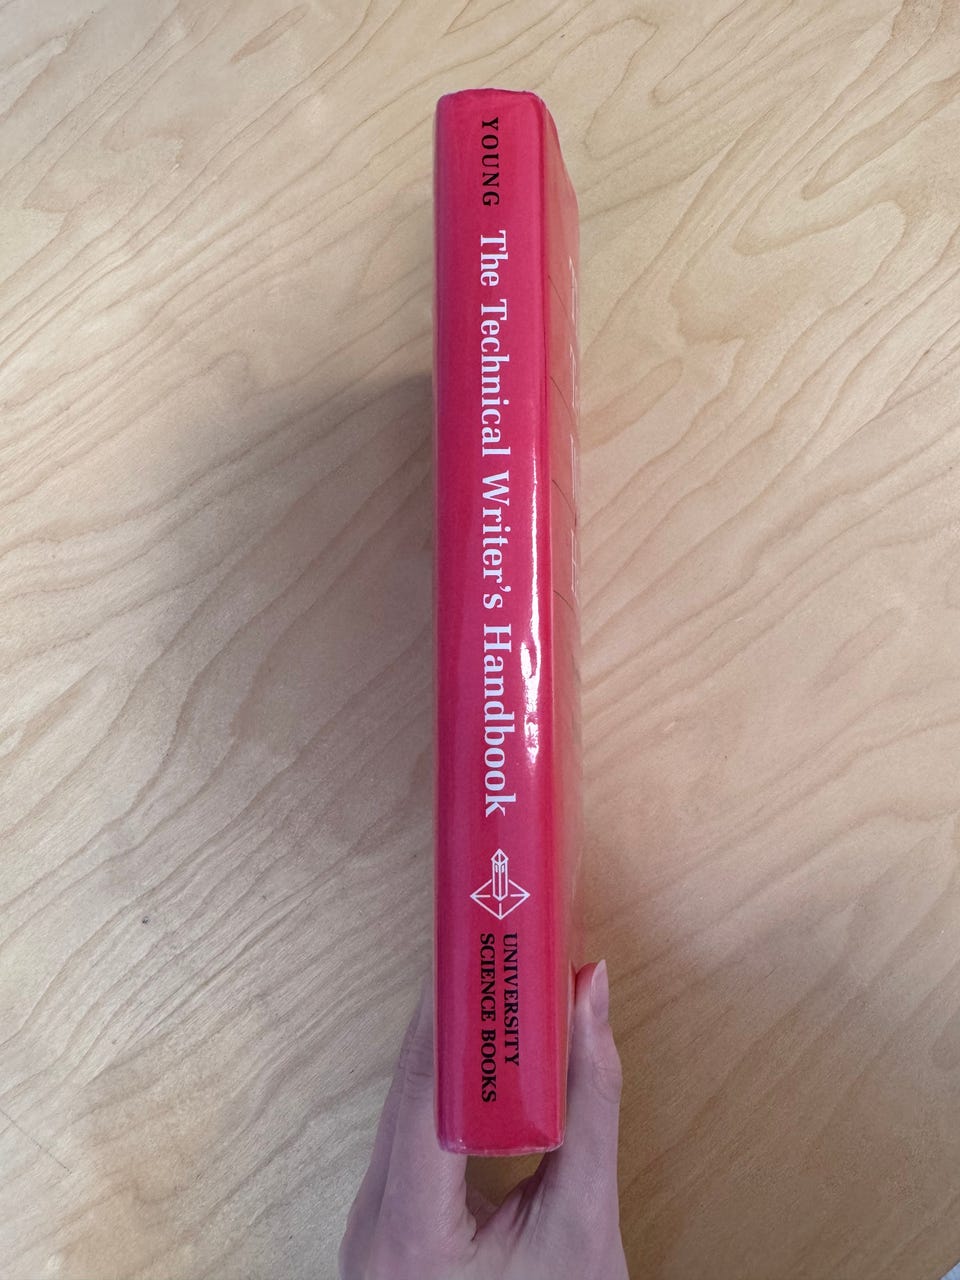 YOUNG
The Technical Writer's Handbook
UNIVERSITY
SCIENCE BOOKS